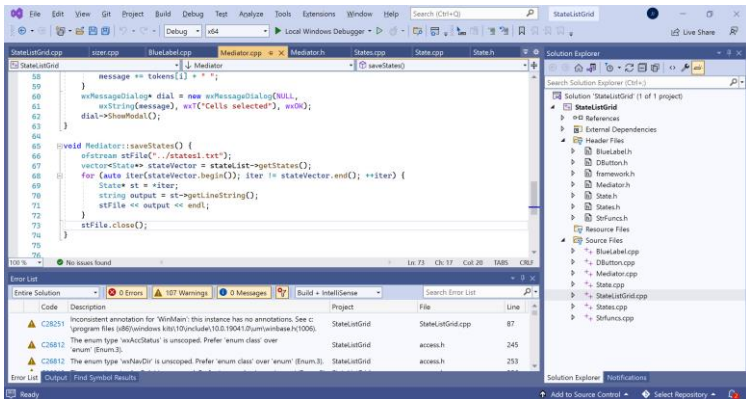 File Edit View Git Project Build Debug Test Analyze Tools Extensions Window Help Search (Ctrl+Q) StateListGrid
Debug x64 Local Windows Debugger Live Share
StateListGrid.cpp sizer.cpp BlueLabel.cpp Mediator.cpp Mediator.h States.cpp State.cpp State.h
StateListGrid Mediator saveStates()
58 message += tokens[i] + " ";
59 }
60 wxMessageDialog* dial = new wxMessageDialog(NULL,
61 wxString(message), wxT("Cells selected"), wxOK);
62 dial->ShowModal();
63 }
64
65 void Mediator::saveStates() {
66 ofstream stFile("../states1.txt");
67 vector<State*> stateVector = stateList->getStates();
68 for (auto iter(stateVector.begin()); iter != stateVector.end(); ++iter) {
69 State* st = *iter;
70 string output = st->getLineString();
71 stFile << output << endl;
72 }
73 stFile.close();
74 }
75
76
100 % No issues found Ln: 73 Ch: 17 Col: 20 TABS CRLF
Error List
Entire Solution 0 Errors 107 Warnings 0 Messages Build + IntelliSense Search Error List
Code Description Project File Line
C28251 Inconsistent annotation for 'WinMain': this instance has no annotations. See c:
\program files (x86)\windows kits\10\include\10.0.19041.0\um\winbase.h(1006). StateListGrid StateListGrid.cpp 87
C26812 The enum type 'wxAccStatus' is unscoped. Prefer 'enum class' over
'enum' (Enum.3). StateListGrid access.h 245
C26812 The enum type 'wxNavDir' is unscoped. Prefer 'enum class' over 'enum' (Enum.3). StateListGrid access.h 253
Error List Output Find Symbol Results
Solution Explorer
Search Solution Explorer (Ctrl+;)
Solution 'StateListGrid' (1 of 1 project)
StateListGrid
References
External Dependencies
Header Files
BlueLabel.h
DButton.h
framework.h
Mediator.h
State.h
States.h
StrFuncs.h
Resource Files
Source Files
BlueLabel.cpp
DButton.cpp
Mediator.cpp
State.cpp
StateListGrid.cpp
States.cpp
Strfuncs.cpp
Solution Explorer Notifications
Ready Add to Source Control Select Repository